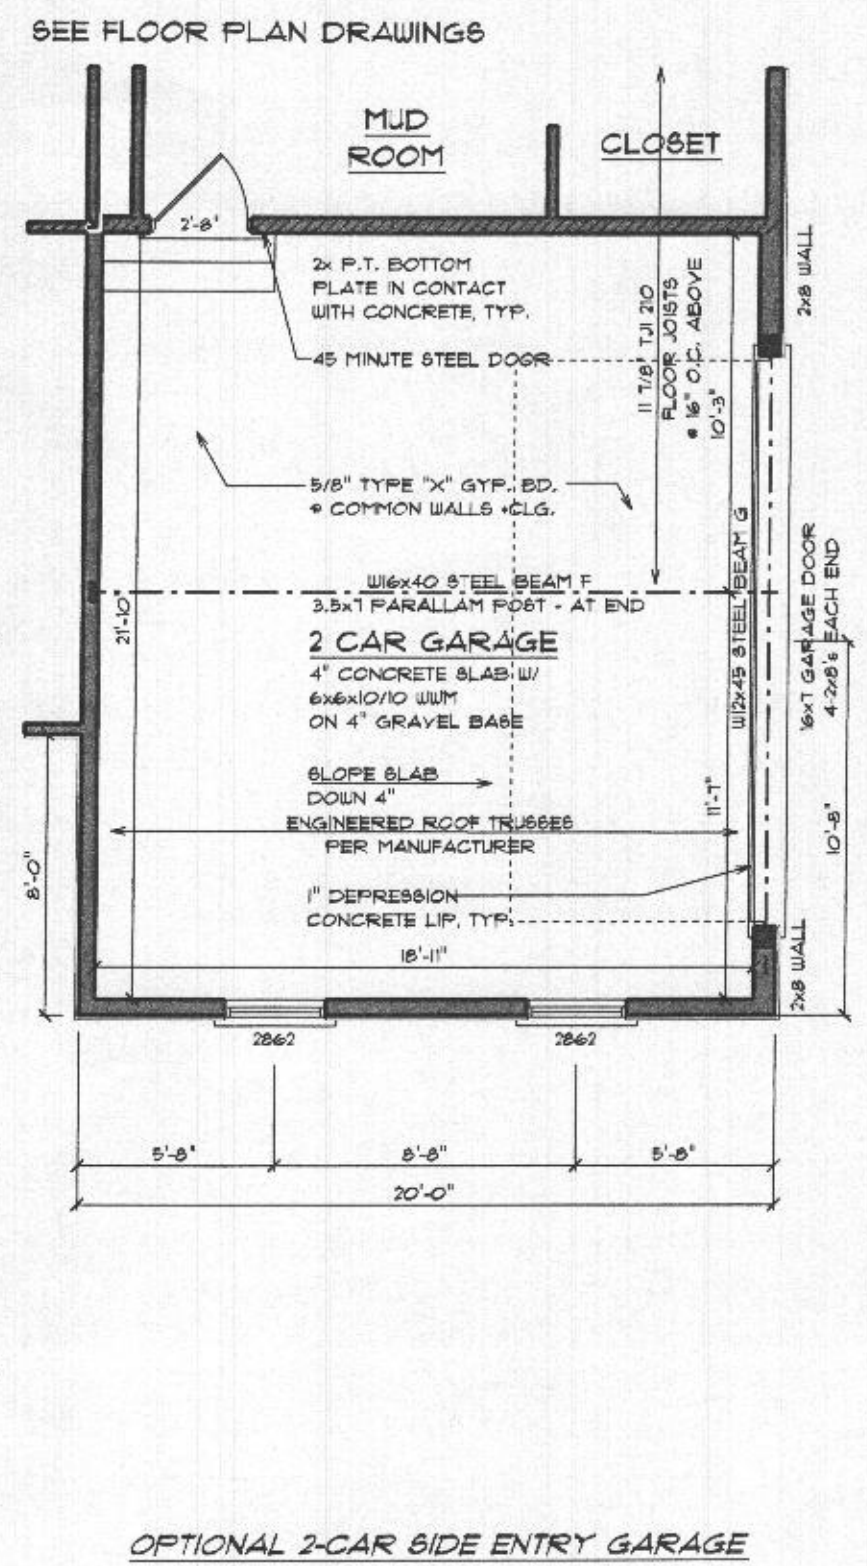 SEE FLOOR PLAN DRAWINGS
MUD
ROOM
CLOSET
2'-8"
2x P.T. BOTTOM
PLATE IN CONTACT
WITH CONCRETE, TYP.
2x8 WALL
11 7/8" TJI 210
FLOOR JOISTS
@ 16" O.C. ABOVE
10'-3"
45 MINUTE STEEL DOOR
5/8" TYPE "X" GYP. BD.
@ COMMON WALLS +CLG.
W16x40 STEEL BEAM F
3.5x7 PARALLAM POST - AT END
21'-10"
W12x45 STEEL BEAM G
16x7 GARAGE DOOR
4-2x8's EACH END
2 CAR GARAGE
4" CONCRETE SLAB W/
6x6x10/10 WWM
ON 4" GRAVEL BASE
SLOPE SLAB
DOWN 4"
11'-7"
10'-8"
ENGINEERED ROOF TRUSSES
PER MANUFACTURER
8'-0"
1" DEPRESSION
CONCRETE LIP, TYP.
2x8 WALL
18'-11"
2862
2862
5'-8"
8'-8"
5'-8"
20'-0"
OPTIONAL 2-CAR SIDE ENTRY GARAGE